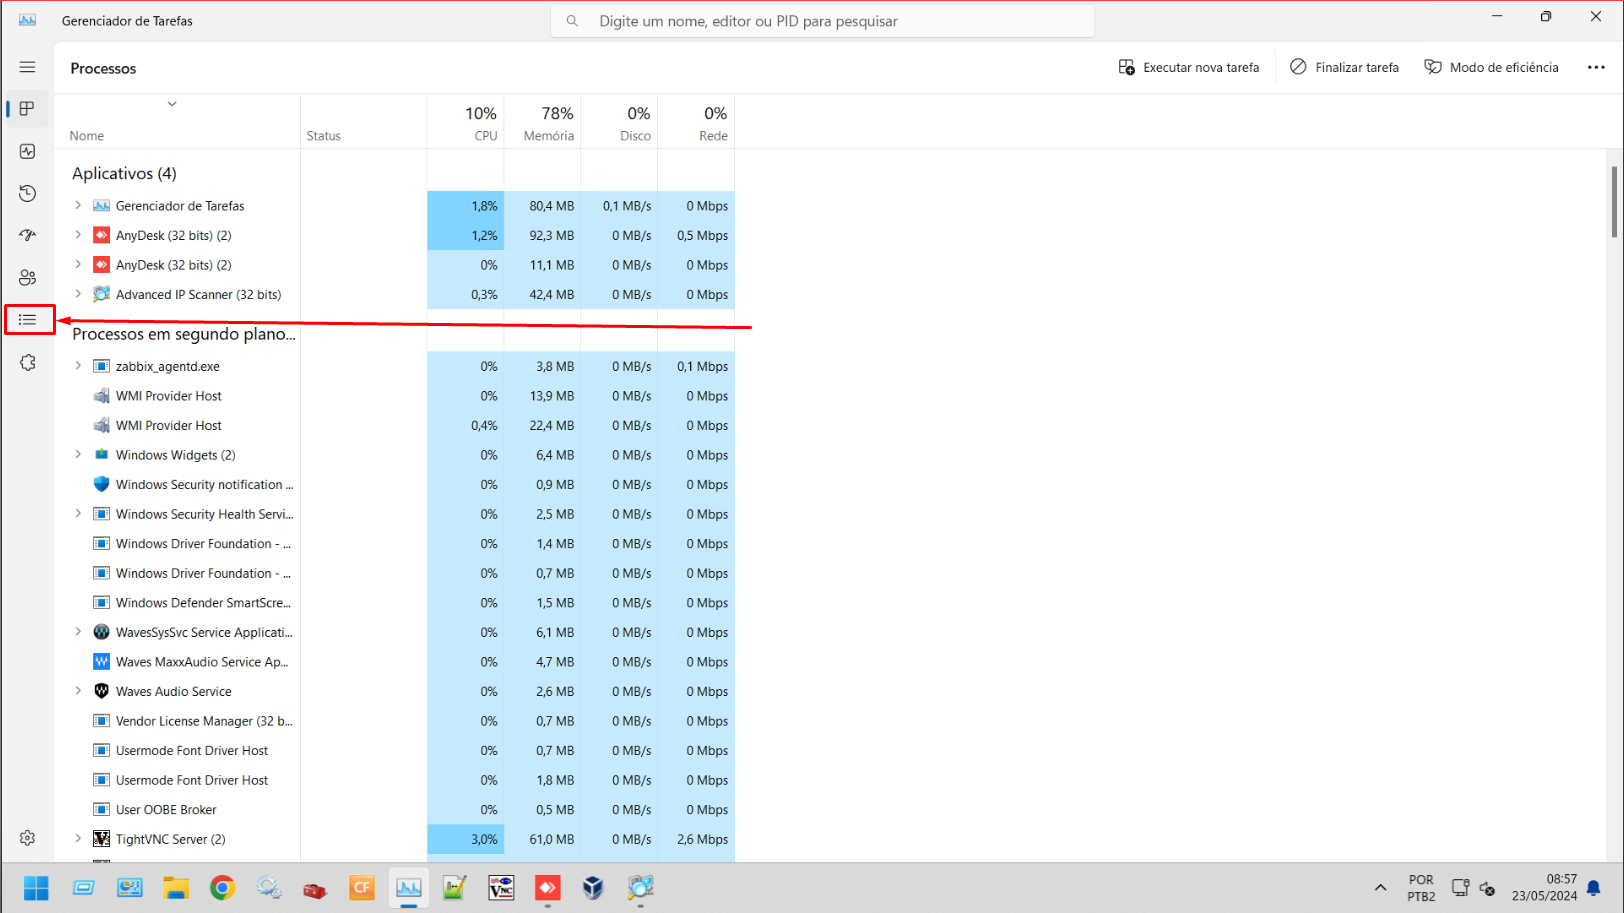 Gerenciador de Tarefas
Digite um nome, editor ou PID para pesquisar
Processos
Executar nova tarefa
Finalizar tarefa
Modo de eficiência
10% 78% 0% 0%
Nome Status CPU Memória Disco Rede
Aplicativos (4)
Gerenciador de Tarefas 1,8% 80,4 MB 0,1 MB/s 0 Mbps
AnyDesk (32 bits) (2) 1,2% 92,3 MB 0 MB/s 0,5 Mbps
AnyDesk (32 bits) (2) 0% 11,1 MB 0 MB/s 0 Mbps
Advanced IP Scanner (32 bits) 0,3% 42,4 MB 0 MB/s 0 Mbps
Processos em segundo plano...
zabbix_agentd.exe 0% 3,8 MB 0 MB/s 0,1 Mbps
WMI Provider Host 0% 13,9 MB 0 MB/s 0 Mbps
WMI Provider Host 0,4% 22,4 MB 0 MB/s 0 Mbps
Windows Widgets (2) 0% 6,4 MB 0 MB/s 0 Mbps
Windows Security notification ... 0% 0,9 MB 0 MB/s 0 Mbps
Windows Security Health Servi... 0% 2,5 MB 0 MB/s 0 Mbps
Windows Driver Foundation - ... 0% 1,4 MB 0 MB/s 0 Mbps
Windows Driver Foundation - ... 0% 0,7 MB 0 MB/s 0 Mbps
Windows Defender SmartScre... 0% 1,5 MB 0 MB/s 0 Mbps
WavesSysSvc Service Applicati... 0% 6,1 MB 0 MB/s 0 Mbps
Waves MaxxAudio Service Ap... 0% 4,7 MB 0 MB/s 0 Mbps
Waves Audio Service 0% 2,6 MB 0 MB/s 0 Mbps
Vendor License Manager (32 b... 0% 0,7 MB 0 MB/s 0 Mbps
Usermode Font Driver Host 0% 0,7 MB 0 MB/s 0 Mbps
Usermode Font Driver Host 0% 1,8 MB 0 MB/s 0 Mbps
User OOBE Broker 0% 0,5 MB 0 MB/s 0 Mbps
TightVNC Server (2) 3,0% 61,0 MB 0 MB/s 2,6 Mbps
CF
VNC
POR
PTB2
08:57
23/05/2024